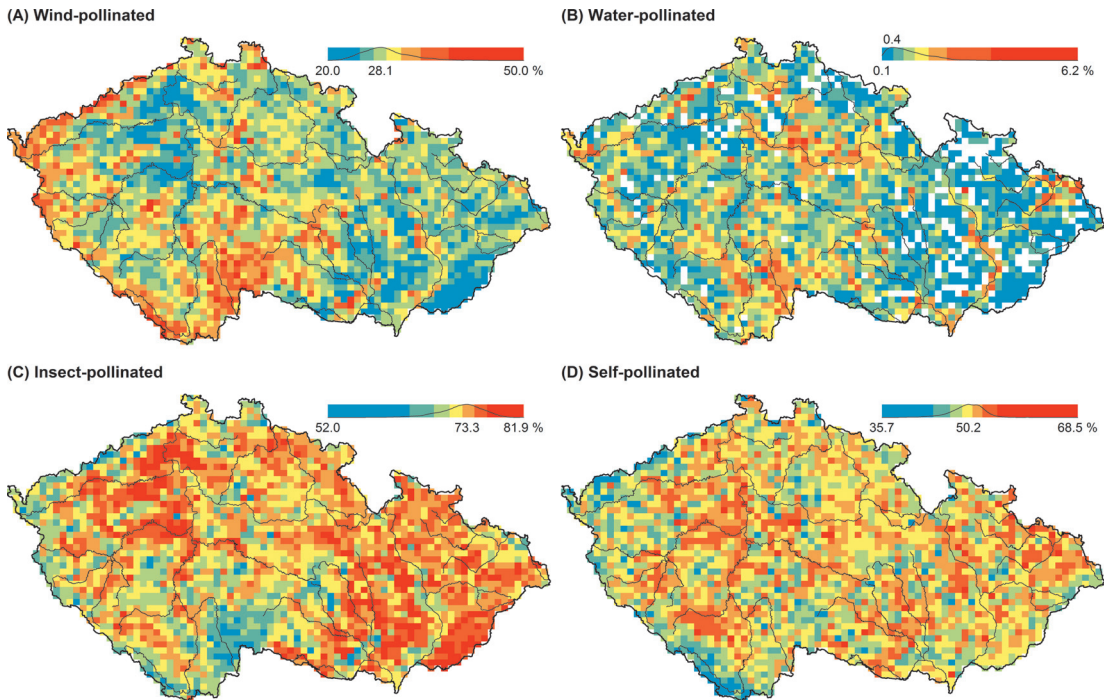 (A) Wind-pollinated
20.0 28.1 50.0 %
(B) Water-pollinated
0.4
0.1 6.2 %
(C) Insect-pollinated
52.0 73.3 81.9 %
(D) Self-pollinated
35.7 50.2 68.5 %